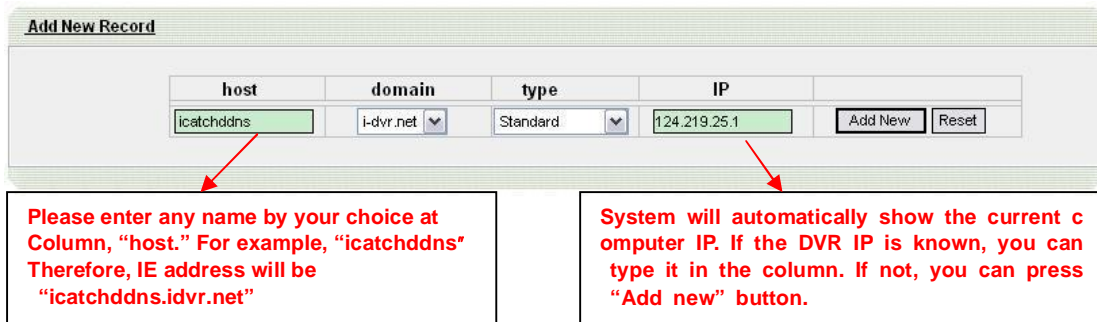 Add New Record
host domain type IP
icatchddns i-dvr.net Standard 124.219.25.1 Add New Reset
Please enter any name by your choice at
Column, “host.” For example, “icatchddns”
Therefore, IE address will be
“icatchddns.idvr.net”
System will automatically show the current c
omputer IP. If the DVR IP is known, you can
type it in the column. If not, you can press
“Add new” button.